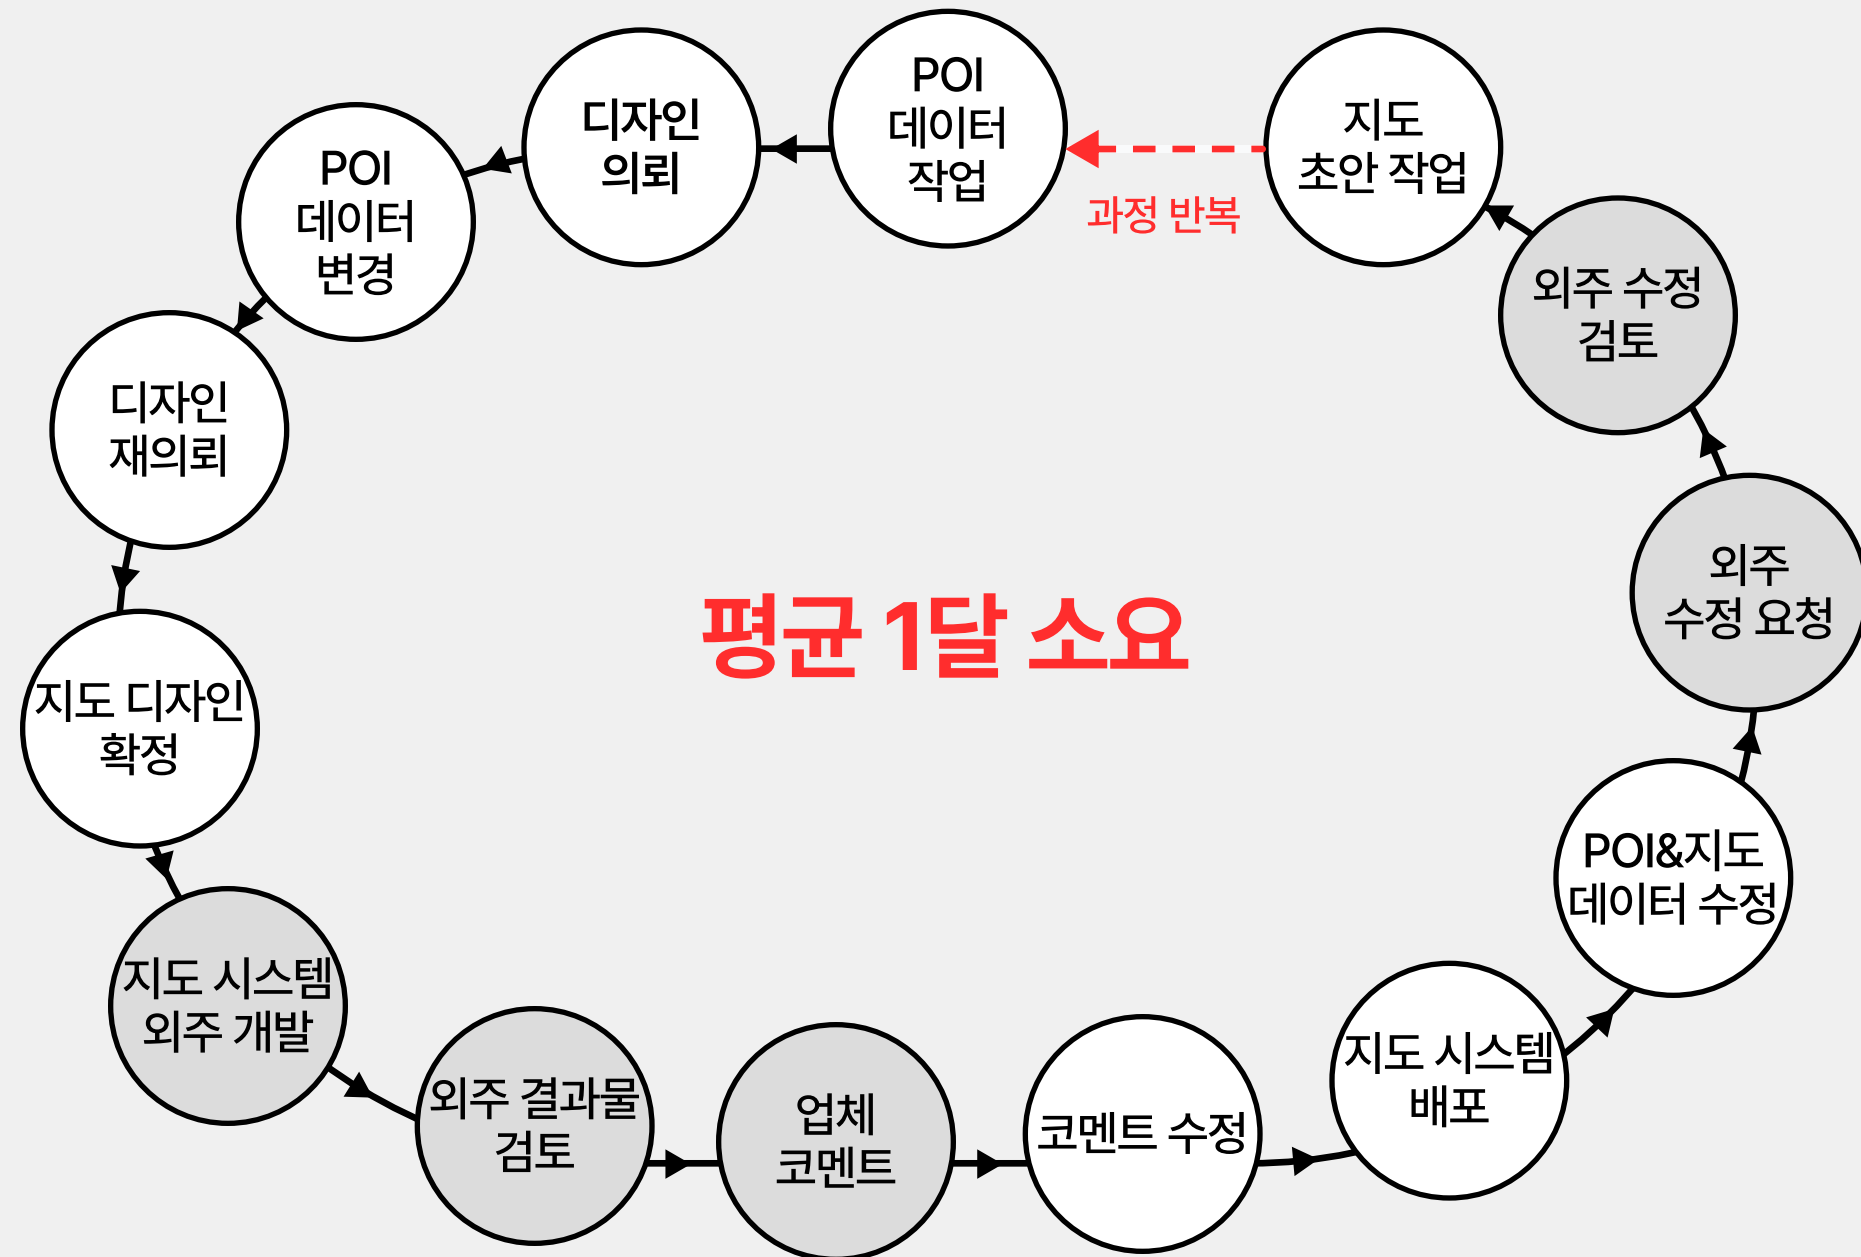 POI
데이터
작업
디자인
의뢰
POI
데이터
변경
디자인
재의뢰
지도 디자인
확정
지도 시스템
외주 개발
외주 결과물
검토
업체
코멘트
코멘트 수정
지도 시스템
배포
POI&지도
데이터 수정
외주
수정 요청
외주 수정
검토
지도
초안 작업
과정 반복
평균 1달 소요